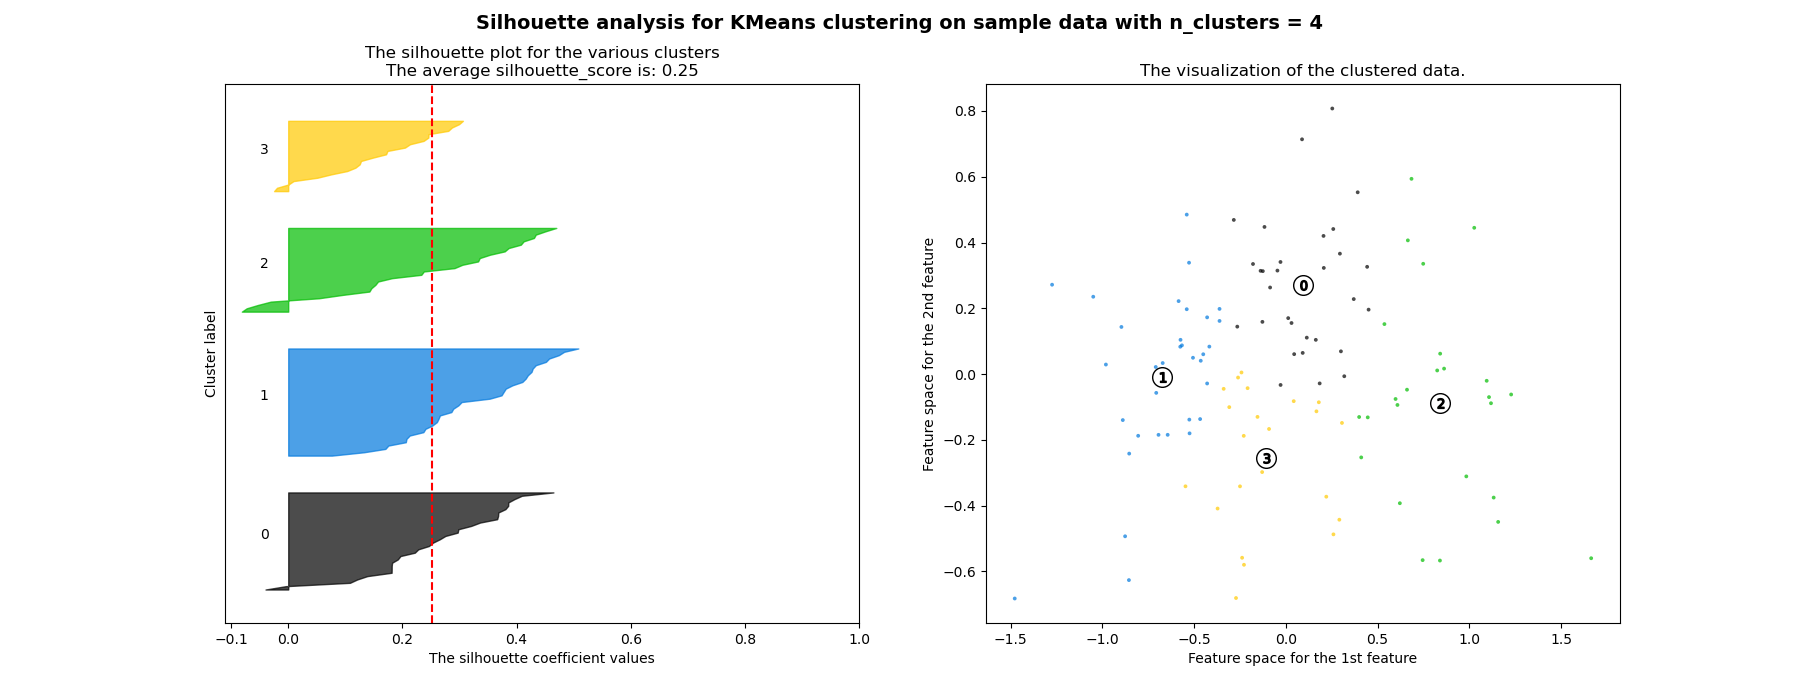 Silhouette analysis for KMeans clustering on sample data with n_clusters = 4
The silhouette plot for the various clusters
The average silhouette_score is: 0.25
3
2
1
0
Cluster label
−0.1 0.0 0.2 0.4 0.6 0.8 1.0
The silhouette coefficient values
The visualization of the clustered data.
0.8
0.6
0.4
0.2
0.0
−0.2
−0.4
−0.6
Feature space for the 2nd feature
0
1
2
3
−1.5 −1.0 −0.5 0.0 0.5 1.0 1.5
Feature space for the 1st feature